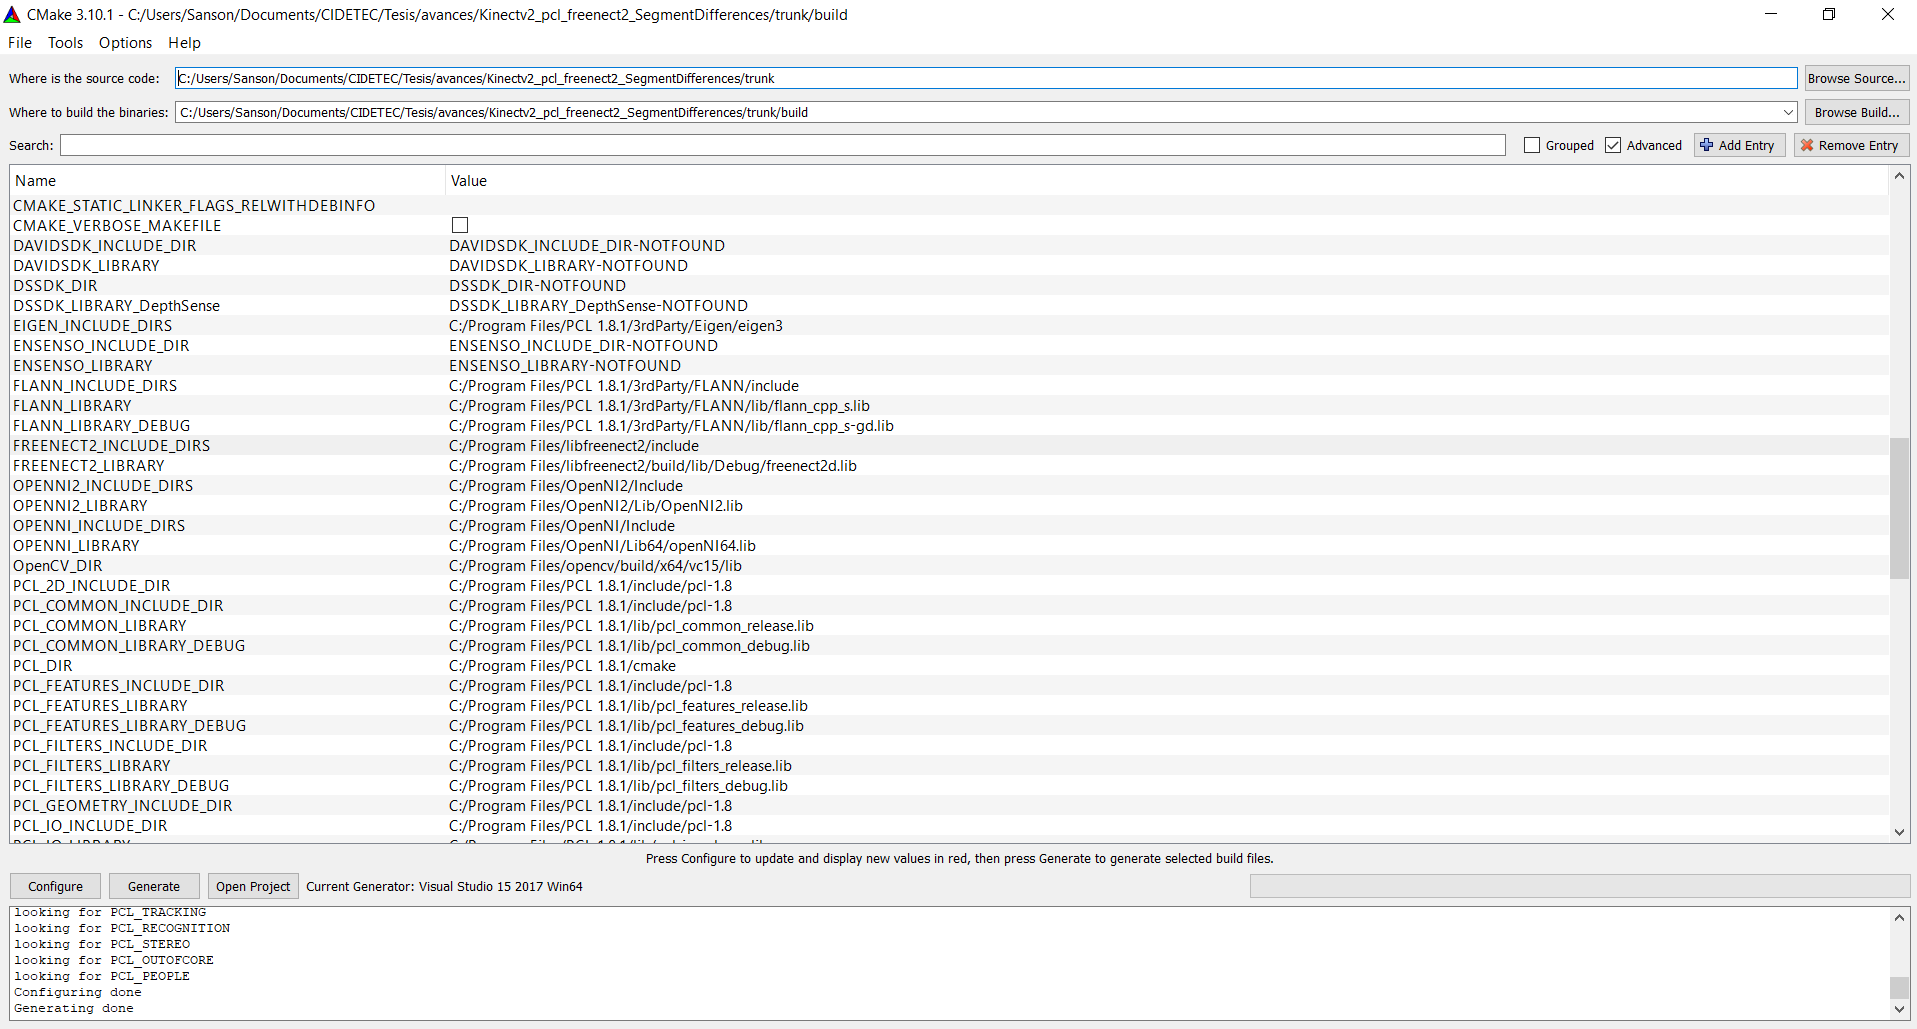 CMake 3.10.1 - C:/Users/Sanson/Documents/CIDETEC/Tesis/avances/Kinectv2_pcl_freenect2_SegmentDifferences/trunk/build
File Tools Options Help
Where is the source code: C:/Users/Sanson/Documents/CIDETEC/Tesis/avances/Kinectv2_pcl_freenect2_SegmentDifferences/trunk Browse Source...
Where to build the binaries: C:/Users/Sanson/Documents/CIDETEC/Tesis/avances/Kinectv2_pcl_freenect2_SegmentDifferences/trunk/build Browse Build...
Search: Grouped Advanced Add Entry Remove Entry
Name Value
CMAKE_STATIC_LINKER_FLAGS_RELWITHDEBINFO
CMAKE_VERBOSE_MAKEFILE
DAVIDSDK_INCLUDE_DIR DAVIDSDK_INCLUDE_DIR-NOTFOUND
DAVIDSDK_LIBRARY DAVIDSDK_LIBRARY-NOTFOUND
DSSDK_DIR DSSDK_DIR-NOTFOUND
DSSDK_LIBRARY_DepthSense DSSDK_LIBRARY_DepthSense-NOTFOUND
EIGEN_INCLUDE_DIRS C:/Program Files/PCL 1.8.1/3rdParty/Eigen/eigen3
ENSENSO_INCLUDE_DIR ENSENSO_INCLUDE_DIR-NOTFOUND
ENSENSO_LIBRARY ENSENSO_LIBRARY-NOTFOUND
FLANN_INCLUDE_DIRS C:/Program Files/PCL 1.8.1/3rdParty/FLANN/include
FLANN_LIBRARY C:/Program Files/PCL 1.8.1/3rdParty/FLANN/lib/flann_cpp_s.lib
FLANN_LIBRARY_DEBUG C:/Program Files/PCL 1.8.1/3rdParty/FLANN/lib/flann_cpp_s-gd.lib
FREENECT2_INCLUDE_DIRS C:/Program Files/libfreenect2/include
FREENECT2_LIBRARY C:/Program Files/libfreenect2/build/lib/Debug/freenect2d.lib
OPENNI2_INCLUDE_DIRS C:/Program Files/OpenNI2/Include
OPENNI2_LIBRARY C:/Program Files/OpenNI2/Lib/OpenNI2.lib
OPENNI_INCLUDE_DIRS C:/Program Files/OpenNI/Include
OPENNI_LIBRARY C:/Program Files/OpenNI/Lib64/openNI64.lib
OpenCV_DIR C:/Program Files/opencv/build/x64/vc15/lib
PCL_2D_INCLUDE_DIR C:/Program Files/PCL 1.8.1/include/pcl-1.8
PCL_COMMON_INCLUDE_DIR C:/Program Files/PCL 1.8.1/include/pcl-1.8
PCL_COMMON_LIBRARY C:/Program Files/PCL 1.8.1/lib/pcl_common_release.lib
PCL_COMMON_LIBRARY_DEBUG C:/Program Files/PCL 1.8.1/lib/pcl_common_debug.lib
PCL_DIR C:/Program Files/PCL 1.8.1/cmake
PCL_FEATURES_INCLUDE_DIR C:/Program Files/PCL 1.8.1/include/pcl-1.8
PCL_FEATURES_LIBRARY C:/Program Files/PCL 1.8.1/lib/pcl_features_release.lib
PCL_FEATURES_LIBRARY_DEBUG C:/Program Files/PCL 1.8.1/lib/pcl_features_debug.lib
PCL_FILTERS_INCLUDE_DIR C:/Program Files/PCL 1.8.1/include/pcl-1.8
PCL_FILTERS_LIBRARY C:/Program Files/PCL 1.8.1/lib/pcl_filters_release.lib
PCL_FILTERS_LIBRARY_DEBUG C:/Program Files/PCL 1.8.1/lib/pcl_filters_debug.lib
PCL_GEOMETRY_INCLUDE_DIR C:/Program Files/PCL 1.8.1/include/pcl-1.8
PCL_IO_INCLUDE_DIR C:/Program Files/PCL 1.8.1/include/pcl-1.8
Press Configure to update and display new values in red, then press Generate to generate selected build files.
Configure Generate Open Project Current Generator: Visual Studio 15 2017 Win64
looking for PCL_TRACKING
looking for PCL_RECOGNITION
looking for PCL_STEREO
looking for PCL_OUTOFCORE
looking for PCL_PEOPLE
Configuring done
Generating done